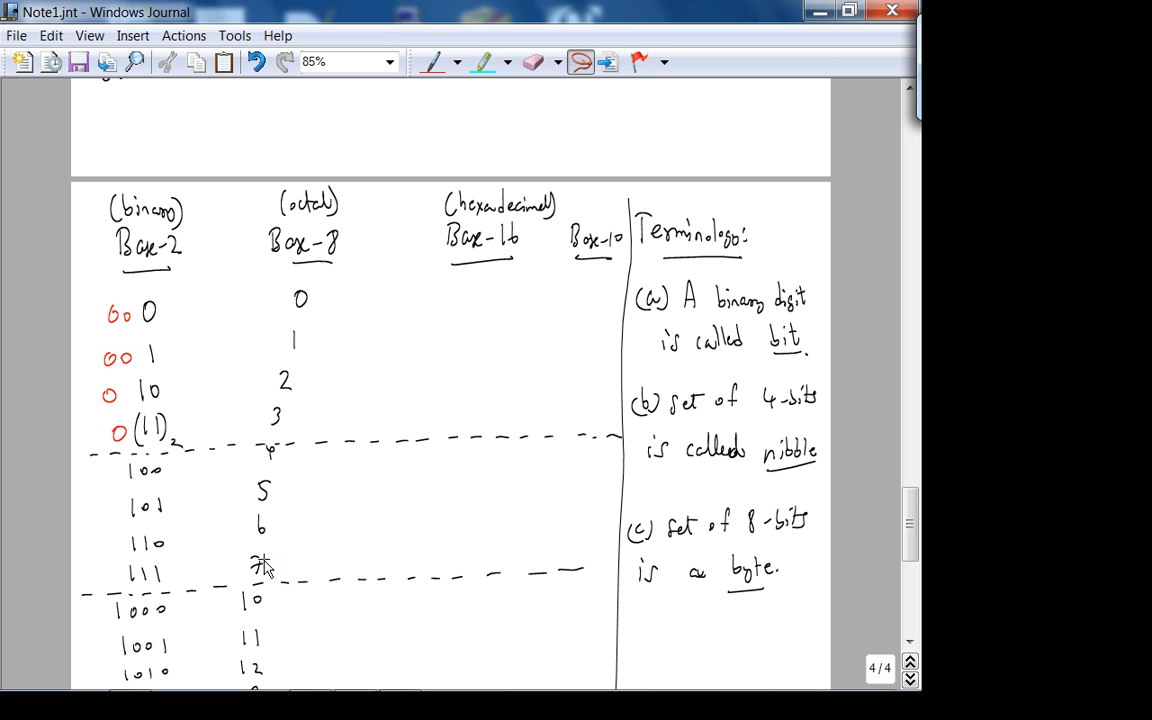 Note1.jnt - Windows Journal
File Edit View Insert Actions Tools Help
85%
(binary) (octal) (hexadecimal)
Base-2 Base-8 Base-16 Base-10
00 0 0
00 1 1
0 10 2
0 (11)2 3
100 4
101 5
110 6
111 7
1000 10
1001 11
1010 12
Terminology:
(a) A binary digit
is called bit.
(b) set of 4-bits
is called nibble
(c) set of 8-bits
is a byte.
4/4